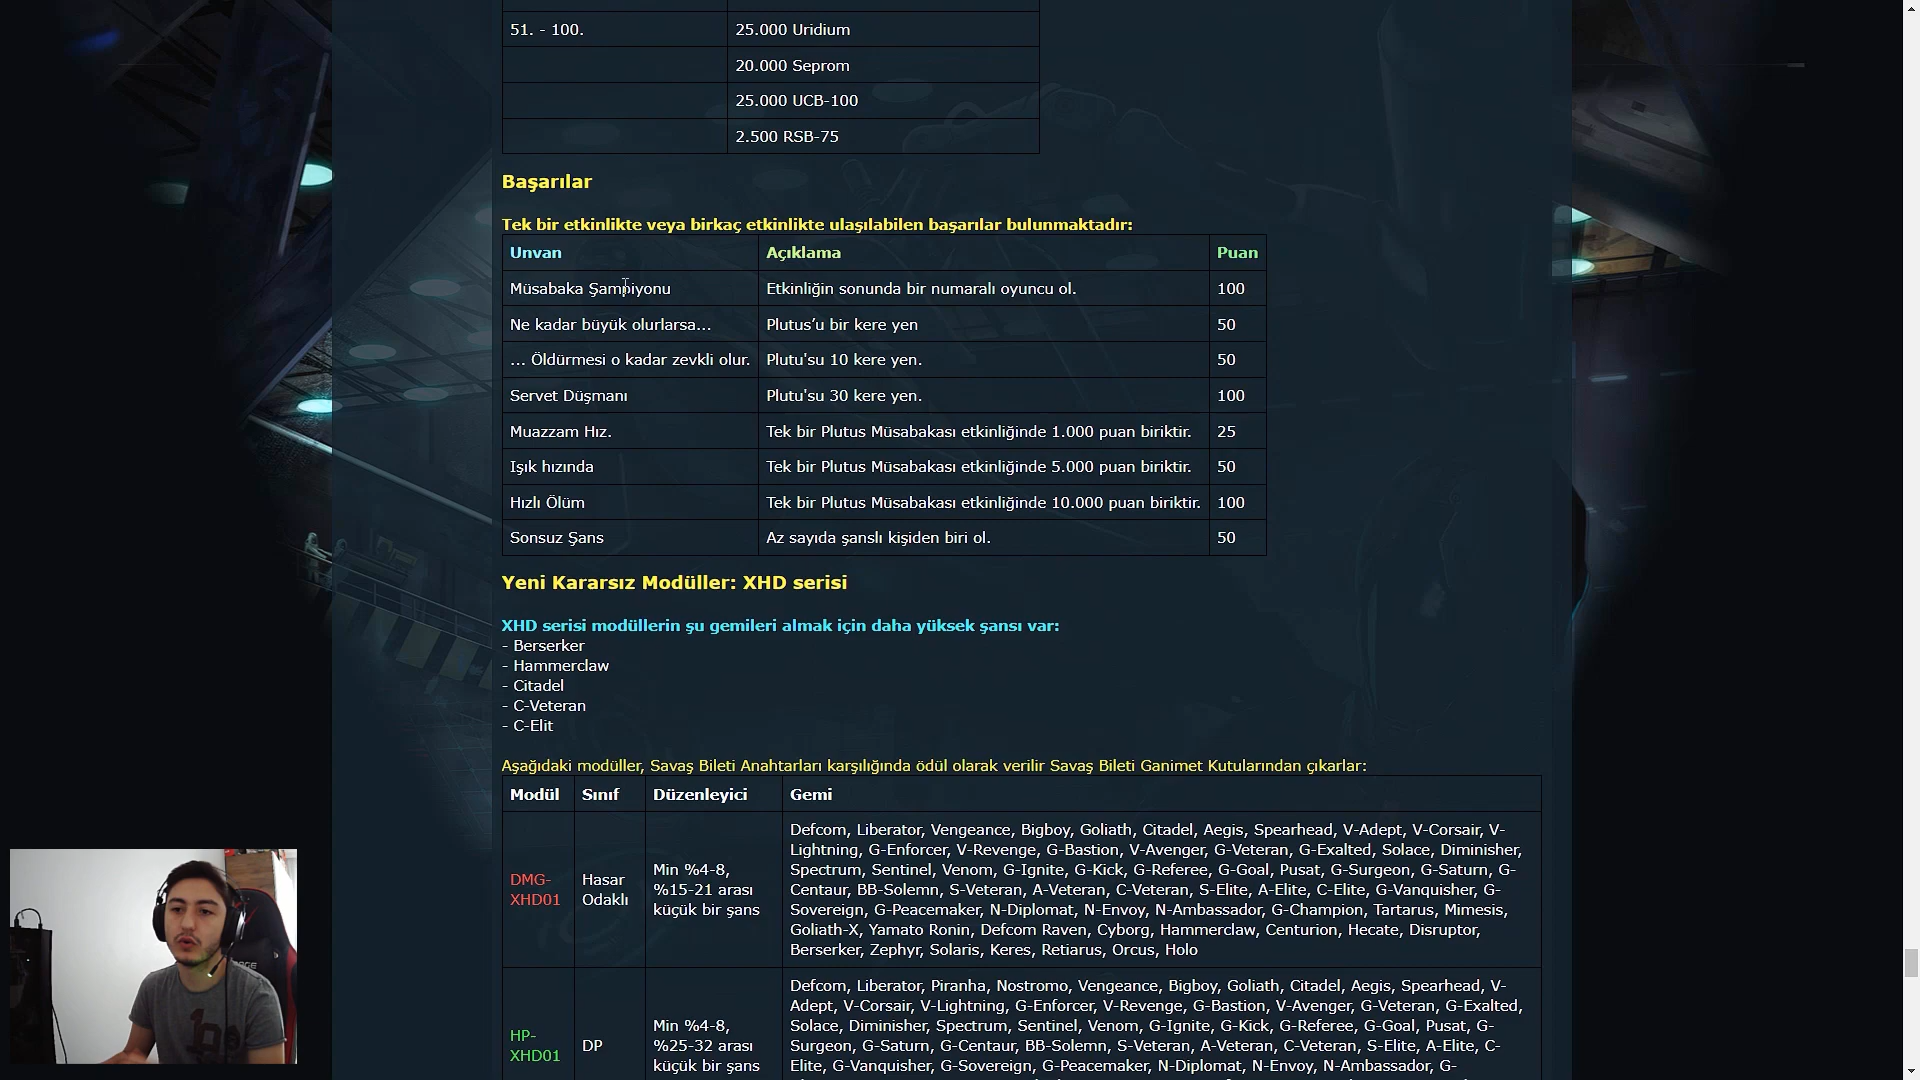 51. - 100.
25.000 Uridium
20.000 Seprom
25.000 UCB-100
2.500 RSB-75
Başarılar
Tek bir etkinlikte veya birkaç etkinlikte ulaşılabilen başarılar bulunmaktadır:
Unvan Açıklama Puan
Müsabaka Şampiyonu Etkinliğin sonunda bir numaralı oyuncu ol. 100
Ne kadar büyük olurlarsa... Plutus’u bir kere yen 50
... Öldürmesi o kadar zevkli olur. Plutu'su 10 kere yen. 50
Servet Düşmanı Plutu'su 30 kere yen. 100
Muazzam Hız. Tek bir Plutus Müsabakası etkinliğinde 1.000 puan biriktir. 25
Işık hızında Tek bir Plutus Müsabakası etkinliğinde 5.000 puan biriktir. 50
Hızlı Ölüm Tek bir Plutus Müsabakası etkinliğinde 10.000 puan biriktir. 100
Sonsuz Şans Az sayıda şanslı kişiden biri ol. 50
Yeni Kararsız Modüller: XHD serisi
XHD serisi modüllerin şu gemileri almak için daha yüksek şansı var:
- Berserker
- Hammerclaw
- Citadel
- C-Veteran
- C-Elit
Aşağıdaki modüller, Savaş Bileti Anahtarları karşılığında ödül olarak verilir Savaş Bileti Ganimet Kutularından çıkarlar:
Modül Sınıf Düzenleyici Gemi
DMG-
XHD01
Hasar
Odaklı
Min %4-8,
%15-21 arası
küçük bir şans
Defcom, Liberator, Vengeance, Bigboy, Goliath, Citadel, Aegis, Spearhead, V-Adept, V-Corsair, V-
Lightning, G-Enforcer, V-Revenge, G-Bastion, V-Avenger, G-Veteran, G-Exalted, Solace, Diminisher,
Spectrum, Sentinel, Venom, G-Ignite, G-Kick, G-Referee, G-Goal, Pusat, G-Surgeon, G-Saturn, G-
Centaur, BB-Solemn, S-Veteran, A-Veteran, C-Veteran, S-Elite, A-Elite, C-Elite, G-Vanquisher, G-
Sovereign, G-Peacemaker, N-Diplomat, N-Envoy, N-Ambassador, G-Champion, Tartarus, Mimesis,
Goliath-X, Yamato Ronin, Defcom Raven, Cyborg, Hammerclaw, Centurion, Hecate, Disruptor,
Berserker, Zephyr, Solaris, Keres, Retiarus, Orcus, Holo
HP-
XHD01
DP
Min %4-8,
%25-32 arası
küçük bir şans
Defcom, Liberator, Piranha, Nostromo, Vengeance, Bigboy, Goliath, Citadel, Aegis, Spearhead, V-
Adept, V-Corsair, V-Lightning, G-Enforcer, V-Revenge, G-Bastion, V-Avenger, G-Veteran, G-Exalted,
Solace, Diminisher, Spectrum, Sentinel, Venom, G-Ignite, G-Kick, G-Referee, G-Goal, Pusat, G-
Surgeon, G-Saturn, G-Centaur, BB-Solemn, S-Veteran, A-Veteran, C-Veteran, S-Elite, A-Elite, C-
Elite, G-Vanquisher, G-Sovereign, G-Peacemaker, N-Diplomat, N-Envoy, N-Ambassador, G-